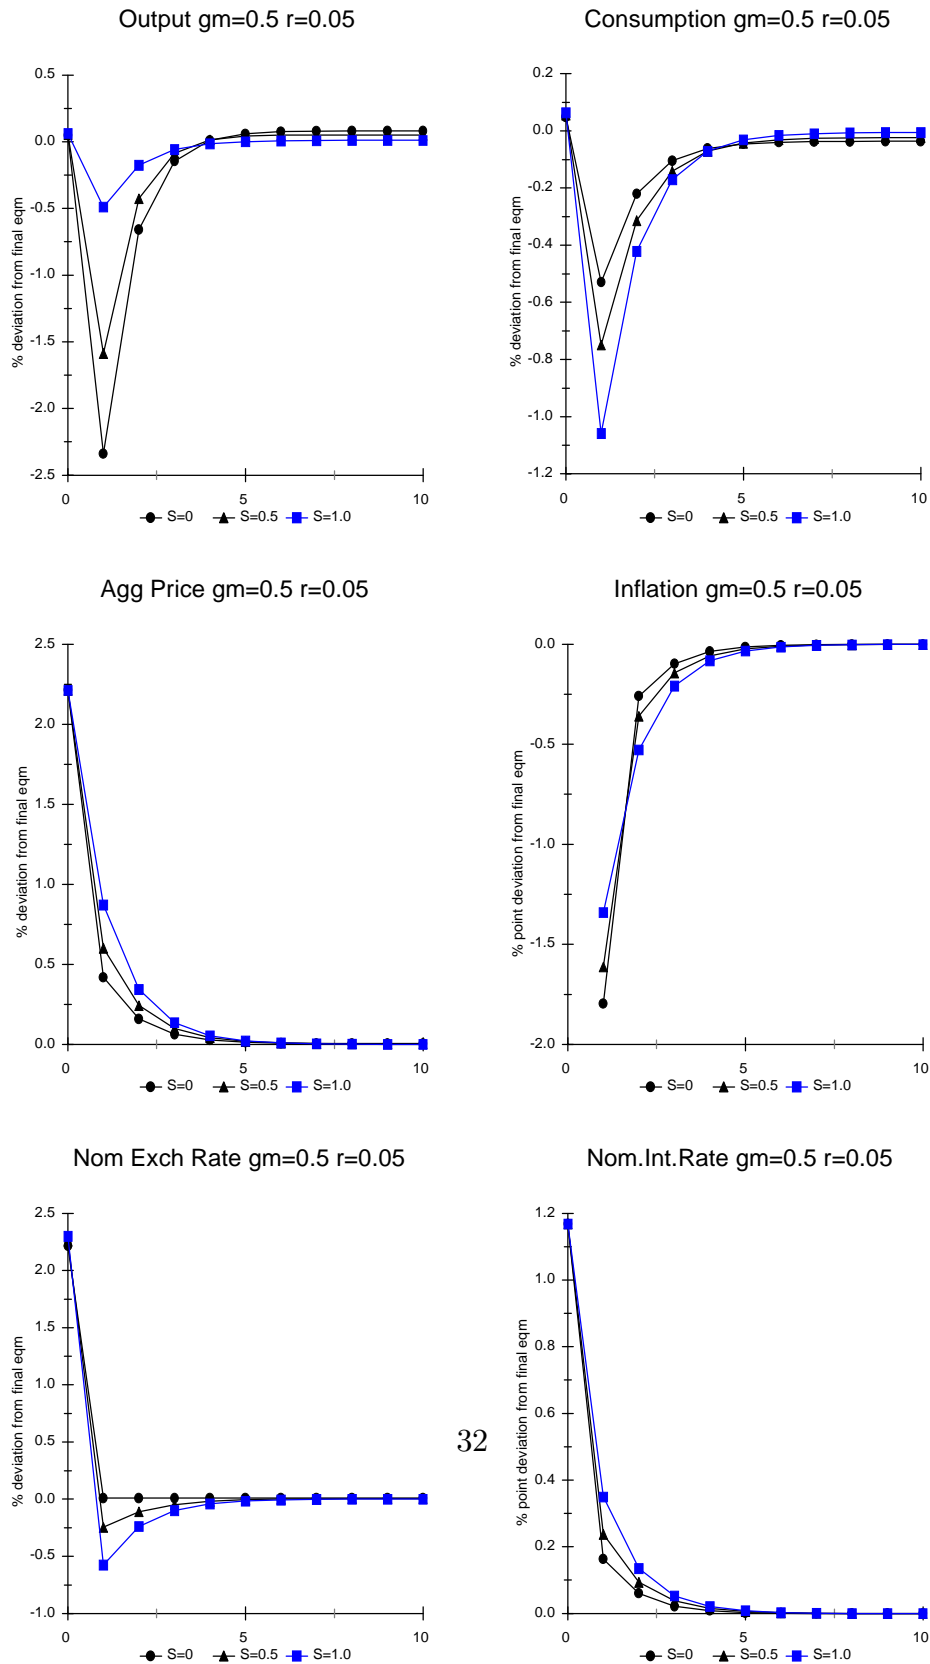 Output gm=0.5 r=0.05
% deviation from final eqm
0.5
0.0
-0.5
-1.0
-1.5
-2.0
-2.5
0 5 10
S=0 S=0.5 S=1.0
Consumption gm=0.5 r=0.05
% deviation from final eqm
0.2
0.0
-0.2
-0.4
-0.6
-0.8
-1.0
-1.2
0 5 10
S=0 S=0.5 S=1.0
Agg Price gm=0.5 r=0.05
% deviation from final eqm
2.5
2.0
1.5
1.0
0.5
0.0
0 5 10
S=0 S=0.5 S=1.0
Inflation gm=0.5 r=0.05
% point deviation from final eqm
0.0
-0.5
-1.0
-1.5
-2.0
0 5 10
S=0 S=0.5 S=1.0
Nom Exch Rate gm=0.5 r=0.05
% deviation from final eqm
2.5
2.0
1.5
1.0
0.5
0.0
-0.5
-1.0
0 5 10
S=0 S=0.5 S=1.0
Nom.Int.Rate gm=0.5 r=0.05
% point deviation from final eqm
1.2
1.0
0.8
0.6
0.4
0.2
0.0
0 5 10
S=0 S=0.5 S=1.0
32